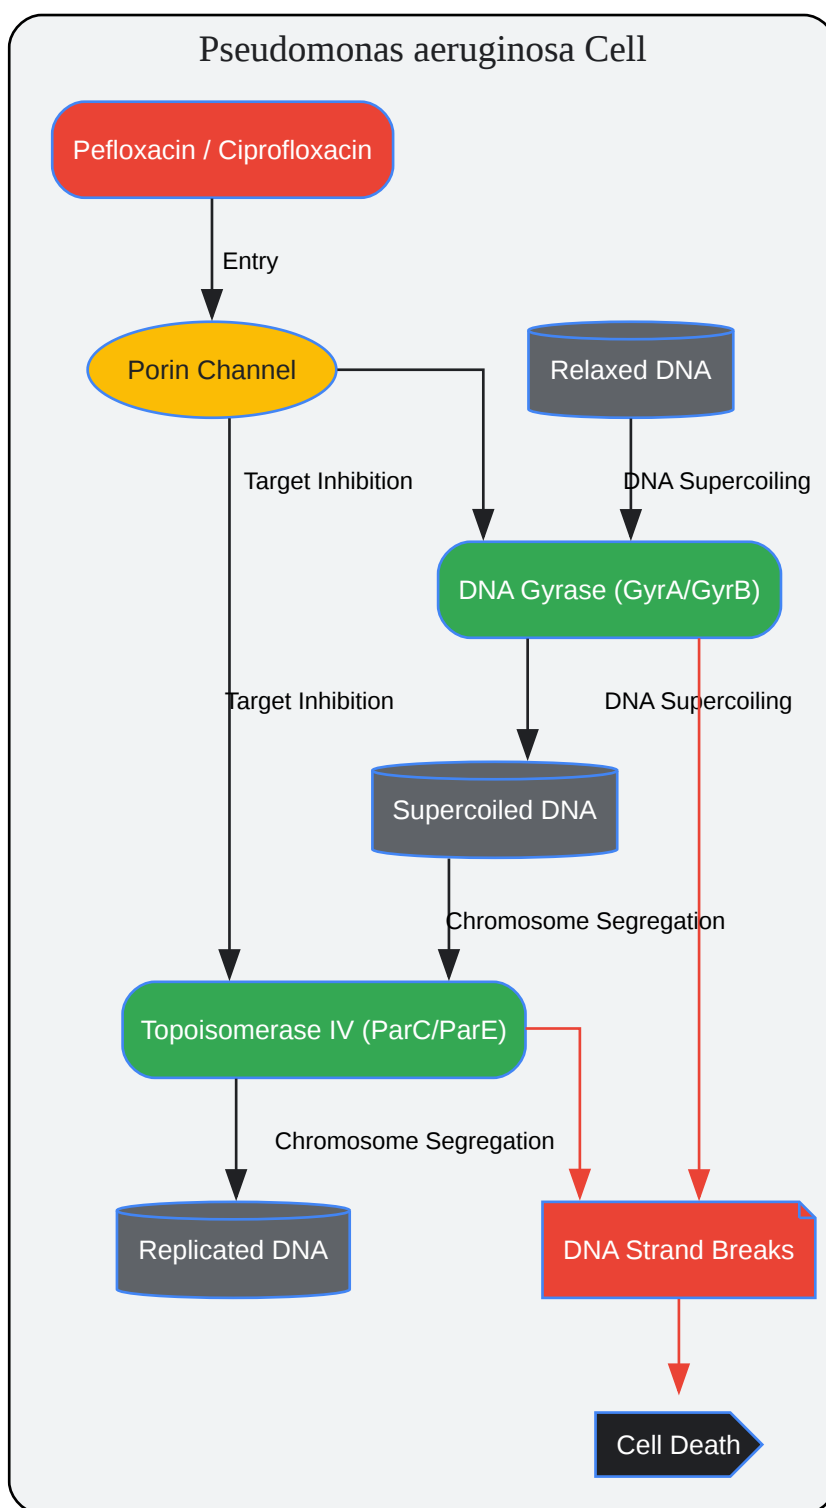 Pseudomonas aeruginosa Cell
Pefloxacin / Ciprofloxacin
Entry
Porin Channel
Relaxed DNA
Target Inhibition
DNA Supercoiling
DNA Gyrase (GyrA/GyrB)
Target Inhibition
DNA Supercoiling
Supercoiled DNA
Chromosome Segregation
Topoisomerase IV (ParC/ParE)
Chromosome Segregation
Replicated DNA
DNA Strand Breaks
Cell Death